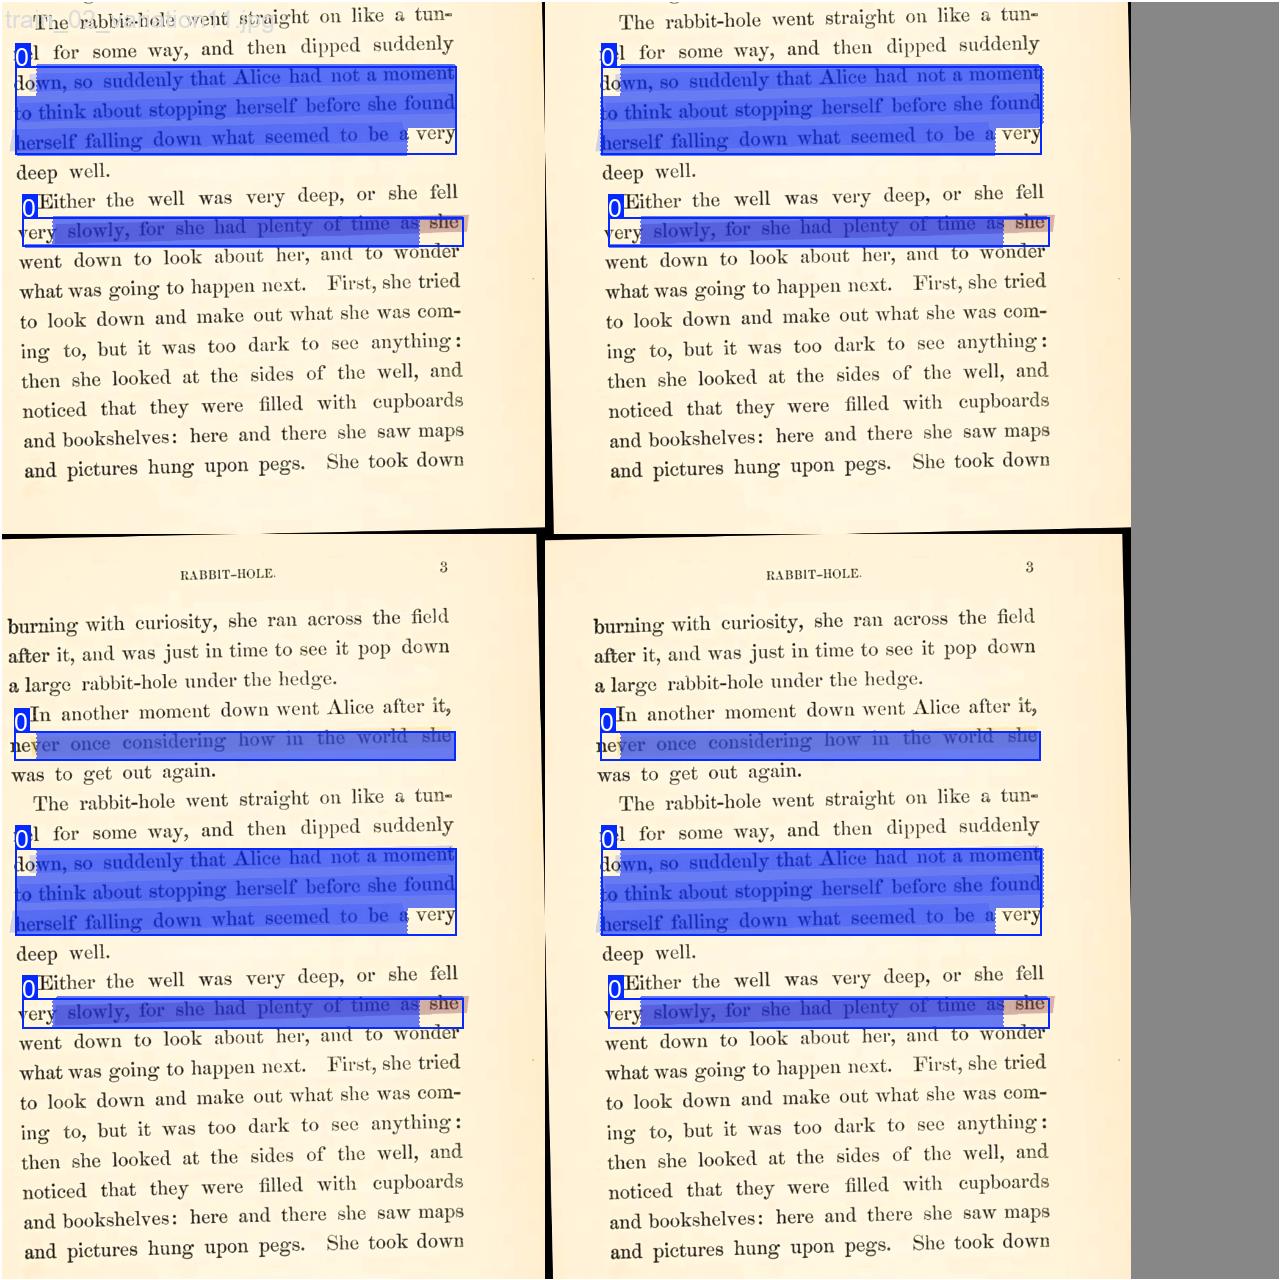 train_02_variation11.jpg
The rabbit-hole went straight on like a tun-
l for some way, and then dipped suddenly
down, so suddenly that Alice had not a moment
to think about stopping herself before she found
herself falling down what seemed to be a very
deep well.
Either the well was very deep, or she fell
very slowly, for she had plenty of time as she
went down to look about her, and to wonder
what was going to happen next. First, she tried
to look down and make out what she was com-
ing to, but it was too dark to see anything:
then she looked at the sides of the well, and
noticed that they were filled with cupboards
and bookshelves: here and there she saw maps
and pictures hung upon pegs. She took down
The rabbit-hole went straight on like a tun-
l for some way, and then dipped suddenly
down, so suddenly that Alice had not a moment
to think about stopping herself before she found
herself falling down what seemed to be a very
deep well.
Either the well was very deep, or she fell
very slowly, for she had plenty of time as she
went down to look about her, and to wonder
what was going to happen next. First, she tried
to look down and make out what she was com-
ing to, but it was too dark to see anything:
then she looked at the sides of the well, and
noticed that they were filled with cupboards
and bookshelves: here and there she saw maps
and pictures hung upon pegs. She took down
RABBIT-HOLE. 3
burning with curiosity, she ran across the field
after it, and was just in time to see it pop down
a large rabbit-hole under the hedge.
In another moment down went Alice after it,
never once considering how in the world she
was to get out again.
The rabbit-hole went straight on like a tun-
l for some way, and then dipped suddenly
down, so suddenly that Alice had not a moment
to think about stopping herself before she found
herself falling down what seemed to be a very
deep well.
Either the well was very deep, or she fell
very slowly, for she had plenty of time as she
went down to look about her, and to wonder
what was going to happen next. First, she tried
to look down and make out what she was com-
ing to, but it was too dark to see anything:
then she looked at the sides of the well, and
noticed that they were filled with cupboards
and bookshelves: here and there she saw maps
and pictures hung upon pegs. She took down
RABBIT-HOLE. 3
burning with curiosity, she ran across the field
after it, and was just in time to see it pop down
a large rabbit-hole under the hedge.
In another moment down went Alice after it,
never once considering how in the world she
was to get out again.
The rabbit-hole went straight on like a tun-
l for some way, and then dipped suddenly
down, so suddenly that Alice had not a moment
to think about stopping herself before she found
herself falling down what seemed to be a very
deep well.
Either the well was very deep, or she fell
very slowly, for she had plenty of time as she
went down to look about her, and to wonder
what was going to happen next. First, she tried
to look down and make out what she was com-
ing to, but it was too dark to see anything:
then she looked at the sides of the well, and
noticed that they were filled with cupboards
and bookshelves: here and there she saw maps
and pictures hung upon pegs. She took down